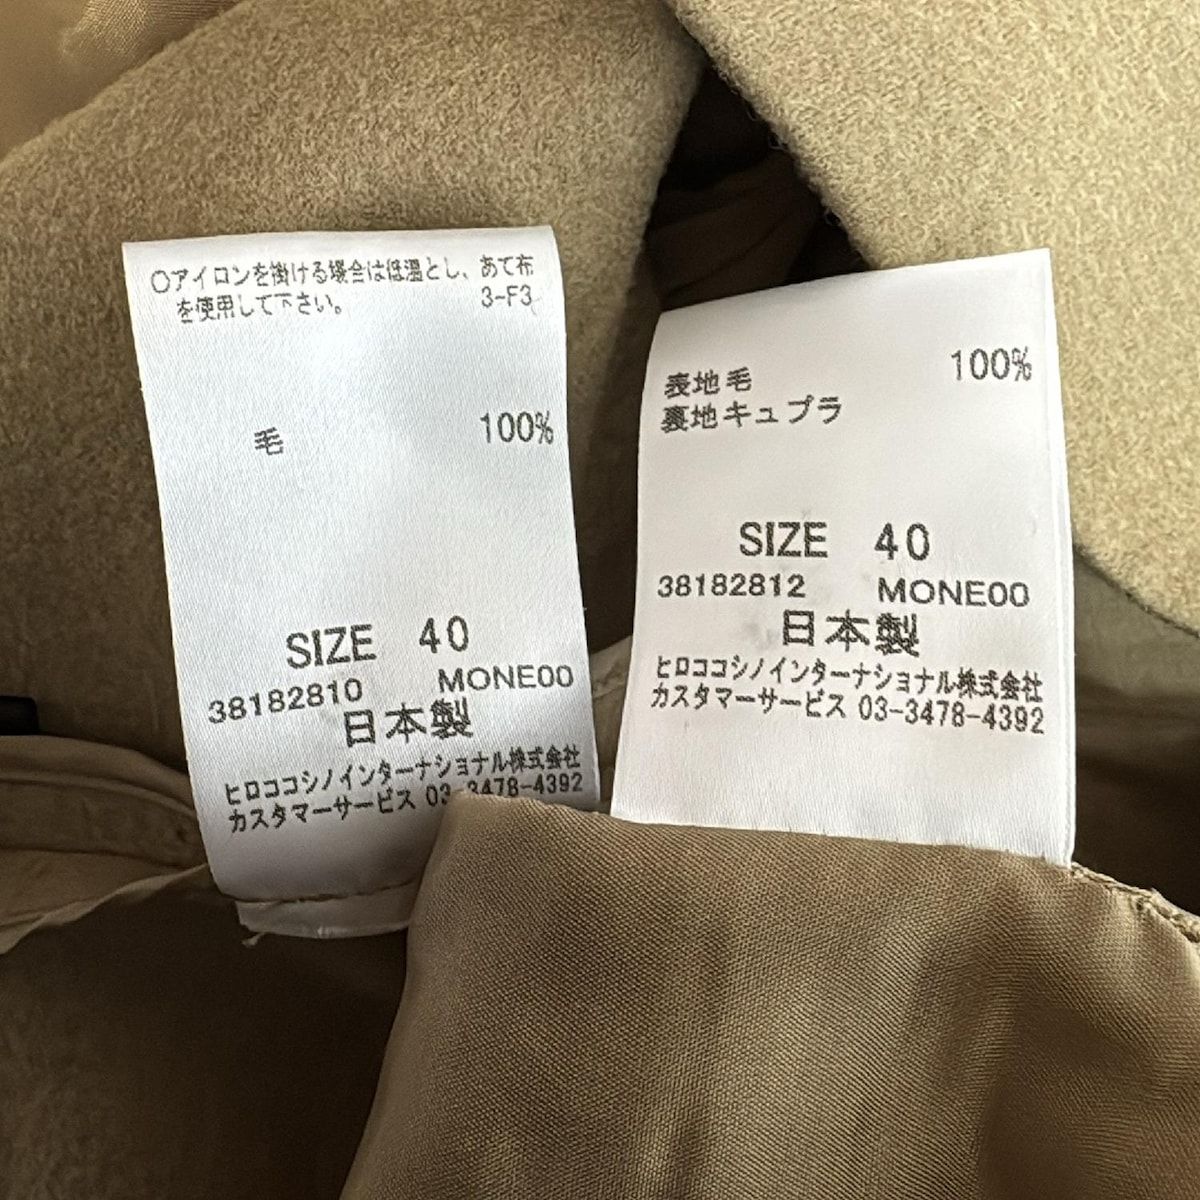 ○アイロンを掛ける場合は低温とし、あて布
を使用して下さい。 3-F3
毛 100%
SIZE 40
38182810 MONE00
日本製
ヒロココシノインターナショナル株式会社
カスタマーサービス 03-3478-4392
表地毛 100%
裏地キュプラ
SIZE 40
38182812 MONE00
日本製
ヒロココシノインターナショナル株式会社
カスタマーサービス 03-3478-4392